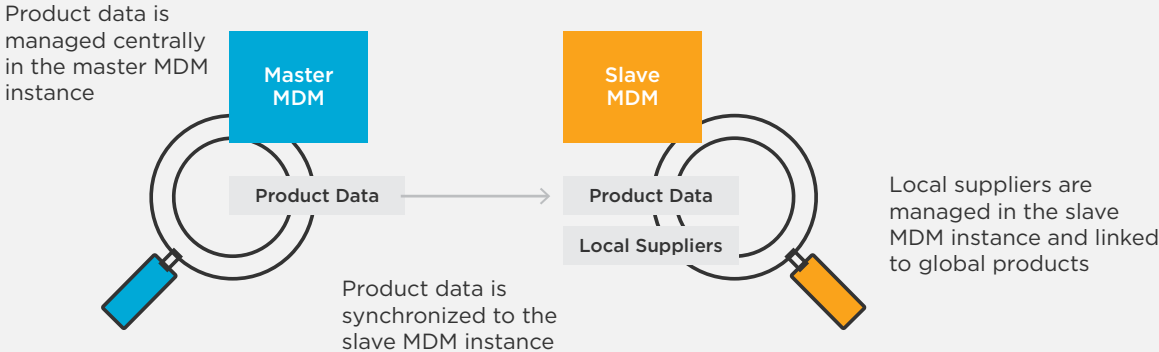 Product data is
managed centrally
in the master MDM
instance
Master
MDM
Slave
MDM
Product Data
Product Data
Local Suppliers
Local suppliers are
managed in the slave
MDM instance and linked
to global products
Product data is
synchronized to the
slave MDM instance